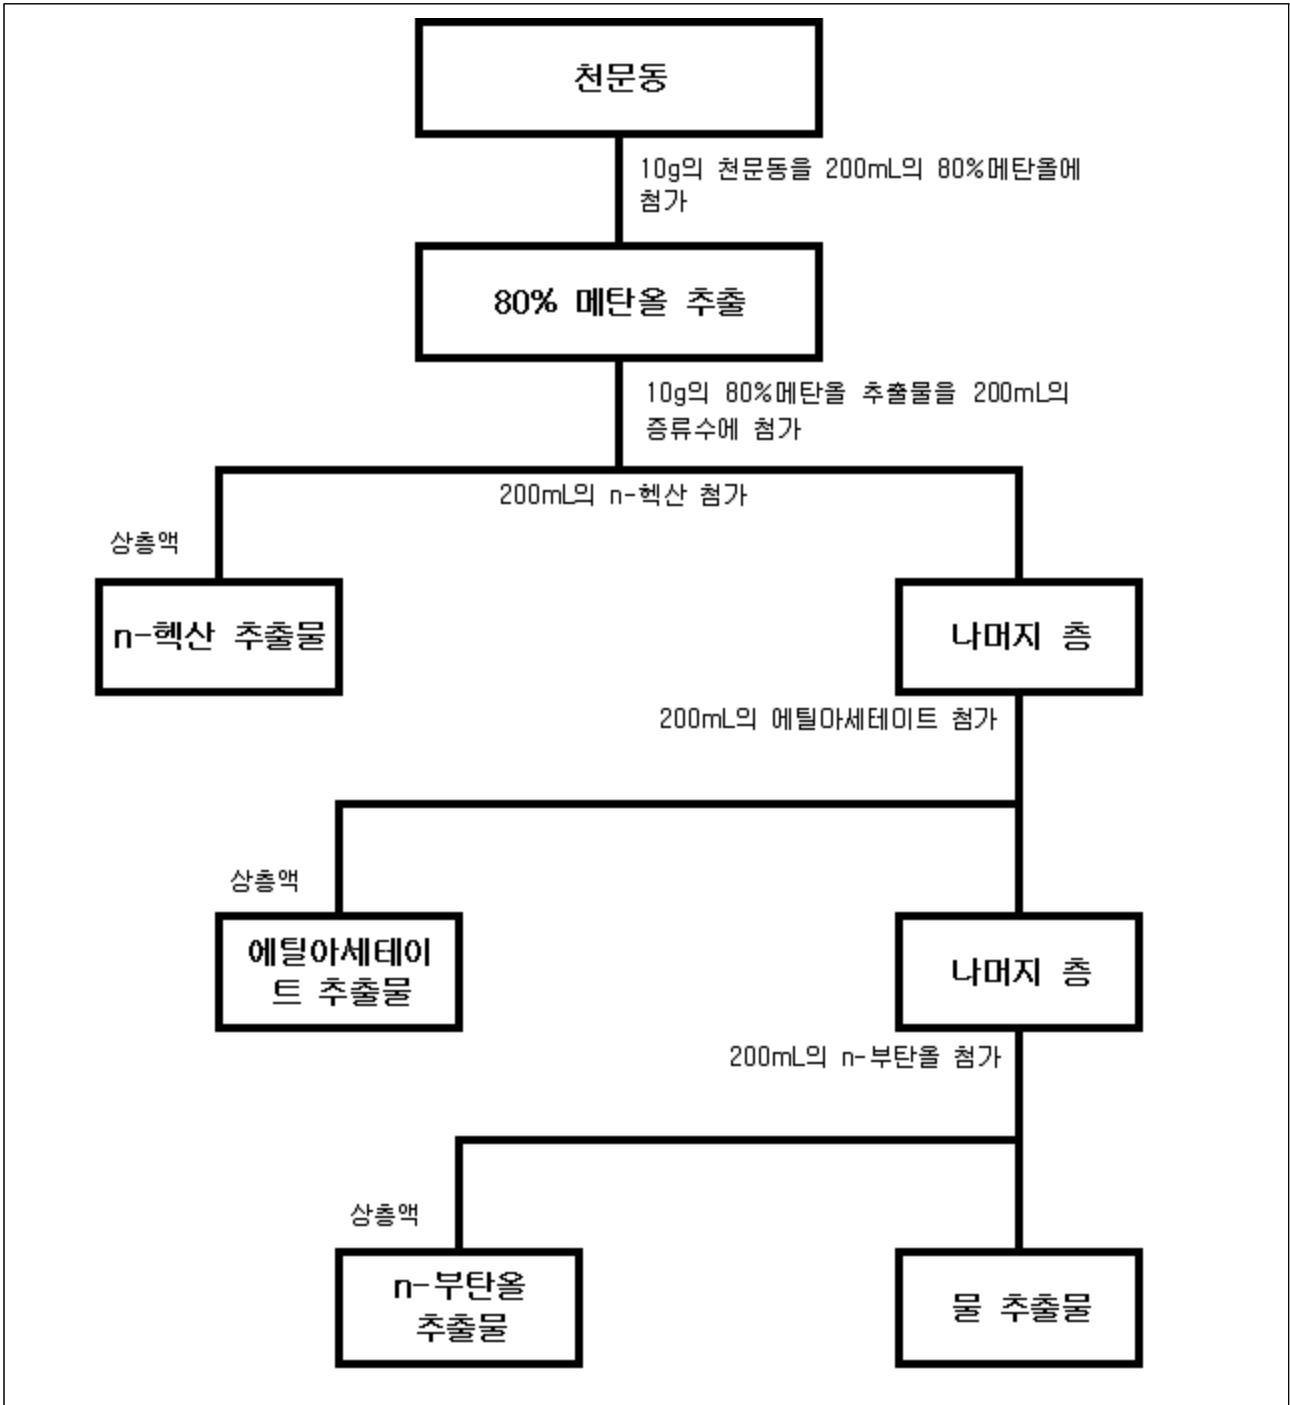 천문동
10g의 천문동을 200mL의 80%메탄올에
첨가
80% 메탄올 추출
10g의 80%메탄올 추출물을 200mL의
증류수에 첨가
200mL의 n-헥산 첨가
상층액
n-헥산 추출물
나머지 층
200mL의 에틸아세테이트 첨가
상층액
에틸아세테이
트 추출물
나머지 층
200mL의 n-부탄올 첨가
상층액
n-부탄올
추출물
물 추출물